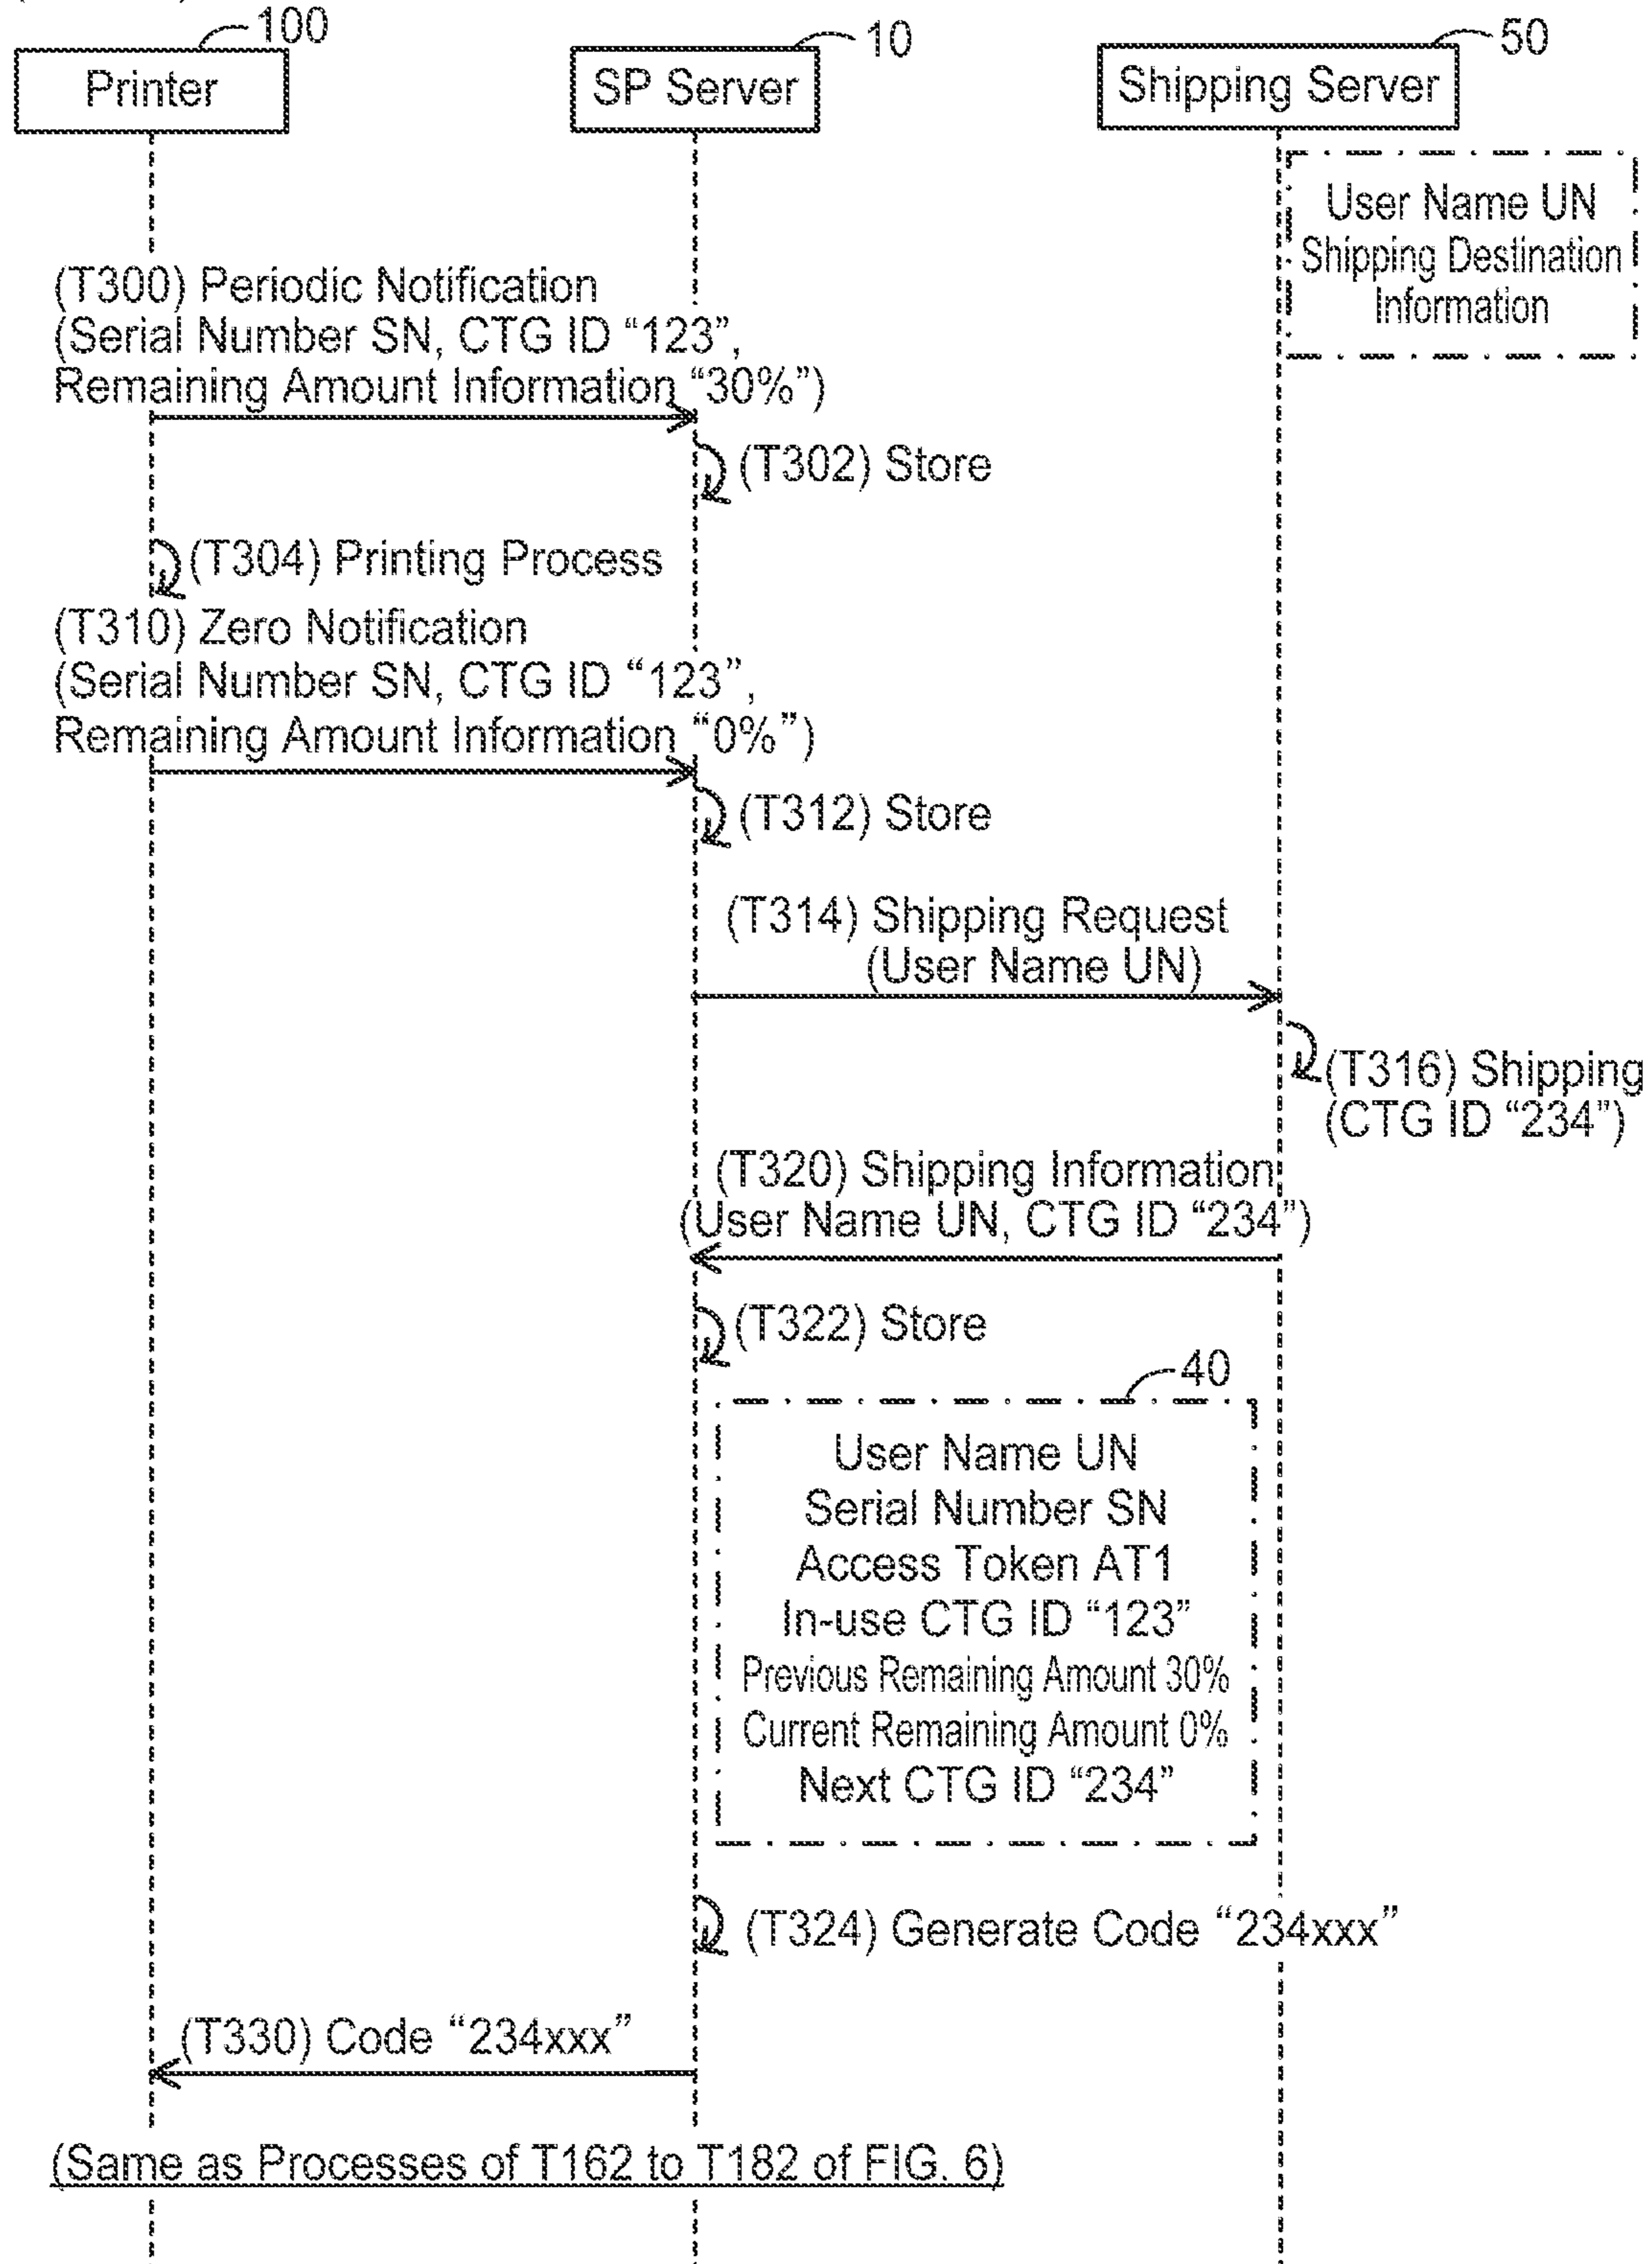 100
10
50
Printer
SP Server
Shipping Server
User Name UN
Shipping Destination
Information
(T300) Periodic Notification
(Serial Number SN, CTG ID “123”,
Remaining Amount Information “30%”)
(T302) Store
(T304) Printing Process
(T310) Zero Notification
(Serial Number SN, CTG ID “123”,
Remaining Amount Information “0%”)
(T312) Store
(T314) Shipping Request
(User Name UN)
(T316) Shipping
(CTG ID “234”)
(T320) Shipping Information
(User Name UN, CTG ID “234”)
(T322) Store
40
User Name UN
Serial Number SN
Access Token AT1
In-use CTG ID “123”
Previous Remaining Amount 30%
Current Remaining Amount 0%
Next CTG ID “234”
(T324) Generate Code “234xxx”
(T330) Code “234xxx”
(Same as Processes of T162 to T182 of FIG. 6)